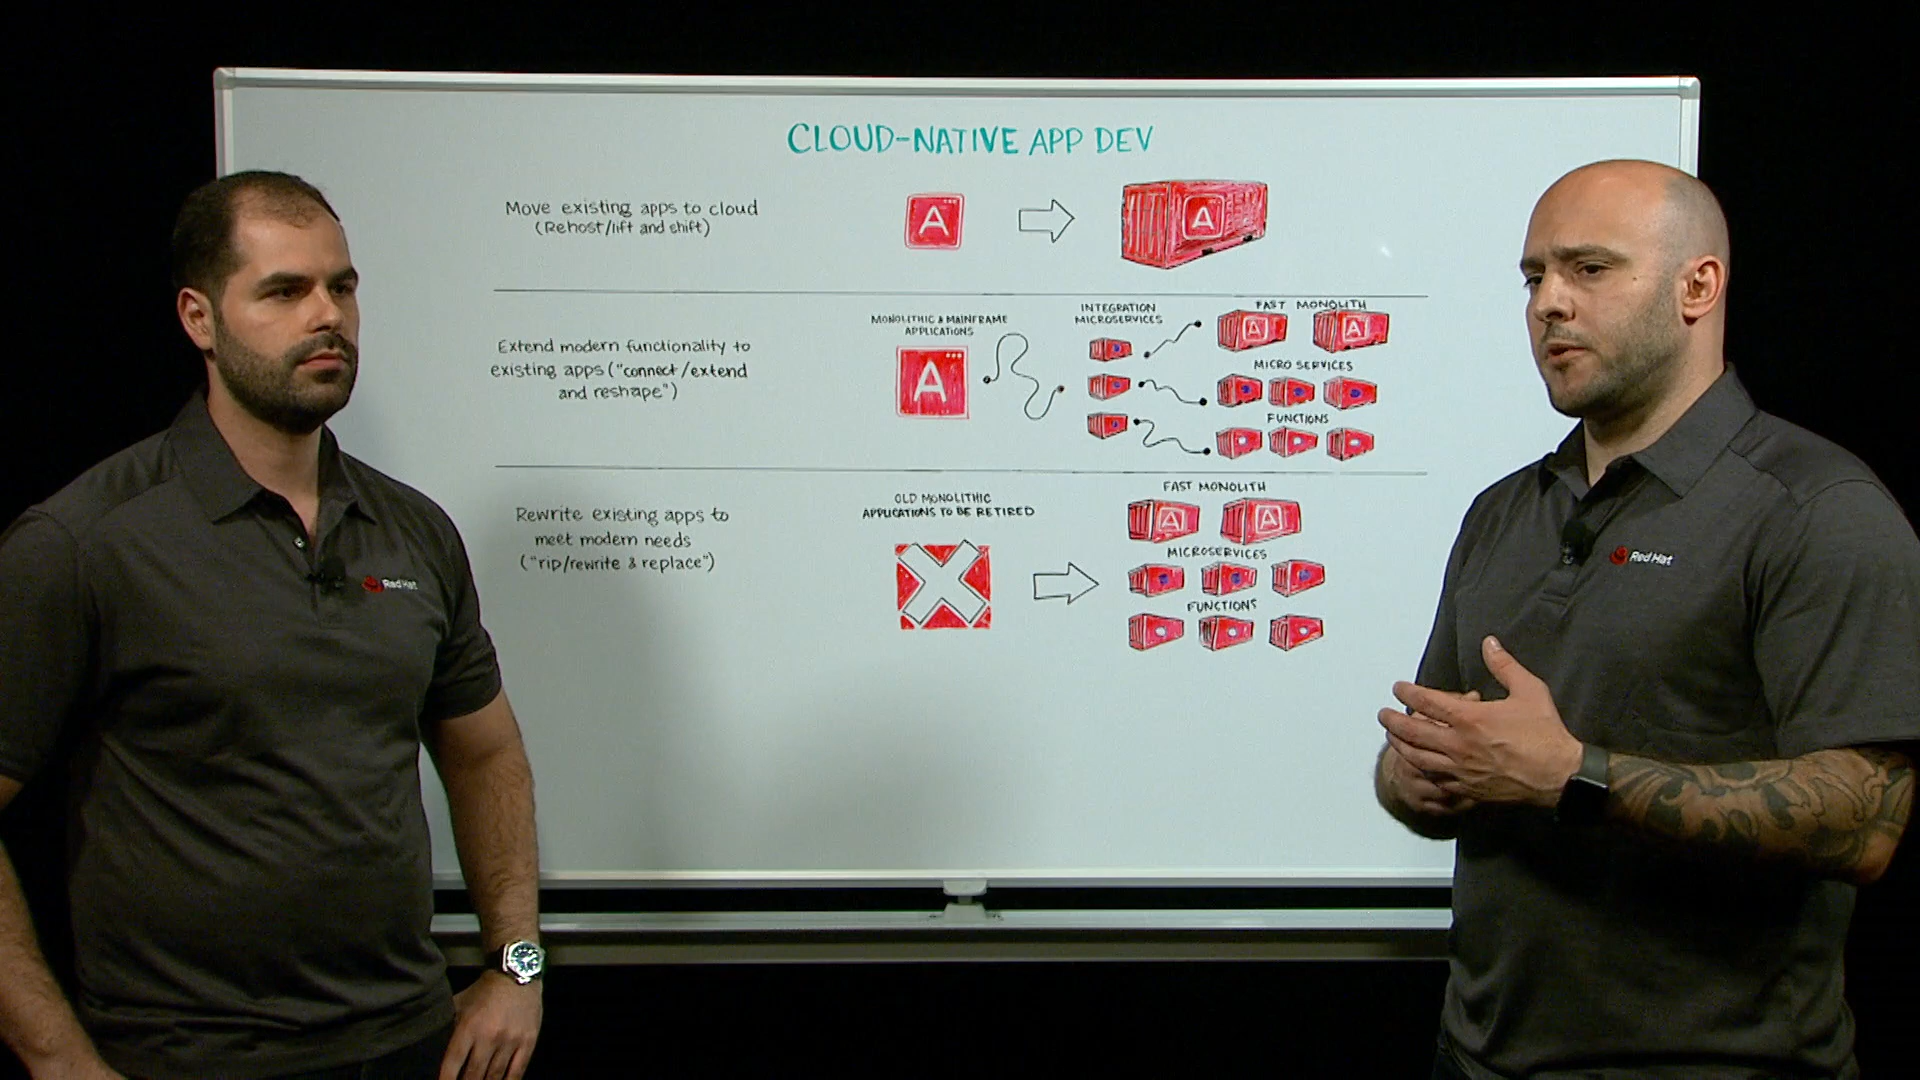 CLOUD-NATIVE APP DEV
Move existing apps to cloud
(Rehost/lift and shift)
A
A
Extend modern functionality to
existing apps ("connect/extend
and reshape")
MONOLITHIC & MAINFRAME
APPLICATIONS
A
INTEGRATION
MICROSERVICES
FAST MONOLITH
A
A
MICRO SERVICES
FUNCTIONS
Rewrite existing apps to
meet modern needs
("rip/rewrite & replace")
OLD MONOLITHIC
APPLICATIONS TO BE RETIRED
FAST MONOLITH
A
A
MICROSERVICES
FUNCTIONS
Red Hat
Red Hat